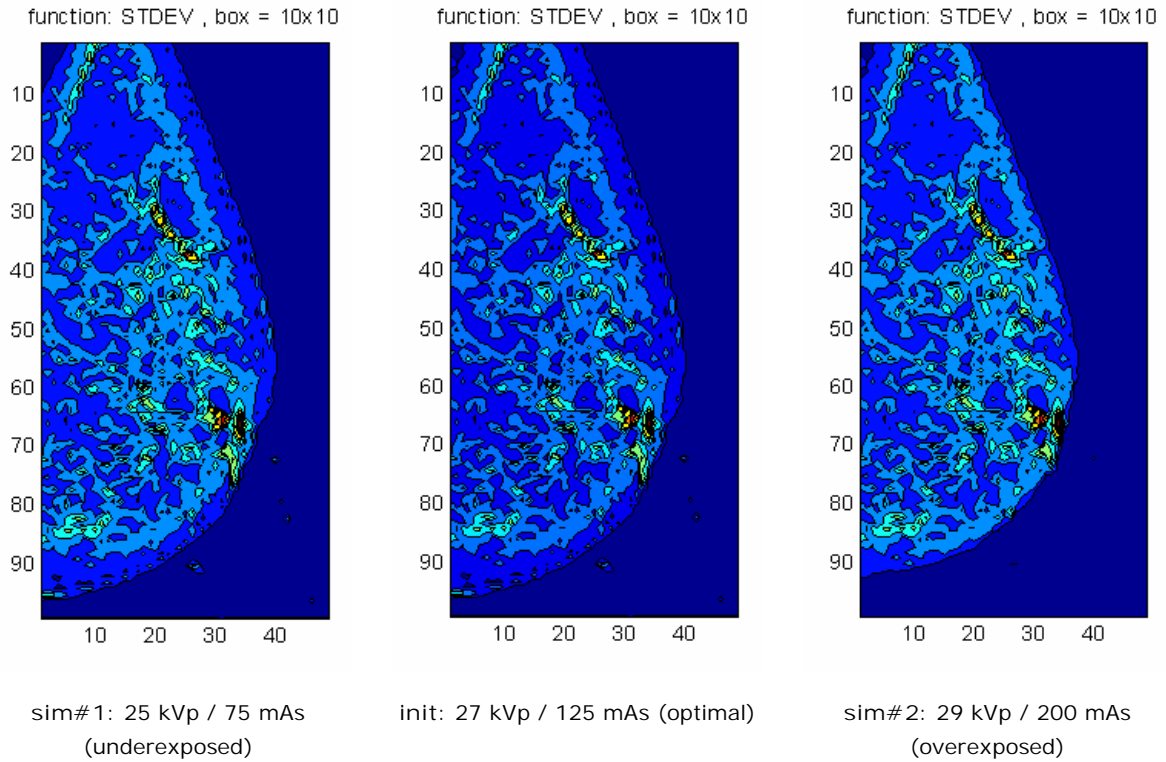 function: STDEV , box = 10x10
function: STDEV , box = 10x10
function: STDEV , box = 10x10
10
20
30
40
50
60
70
80
90
10 20 30 40
10
20
30
40
50
60
70
80
90
10 20 30 40
10
20
30
40
50
60
70
80
90
10 20 30 40
sim#1: 25 kVp / 75 mAs
(underexposed)
init: 27 kVp / 125 mAs (optimal)
sim#2: 29 kVp / 200 mAs
(overexposed)